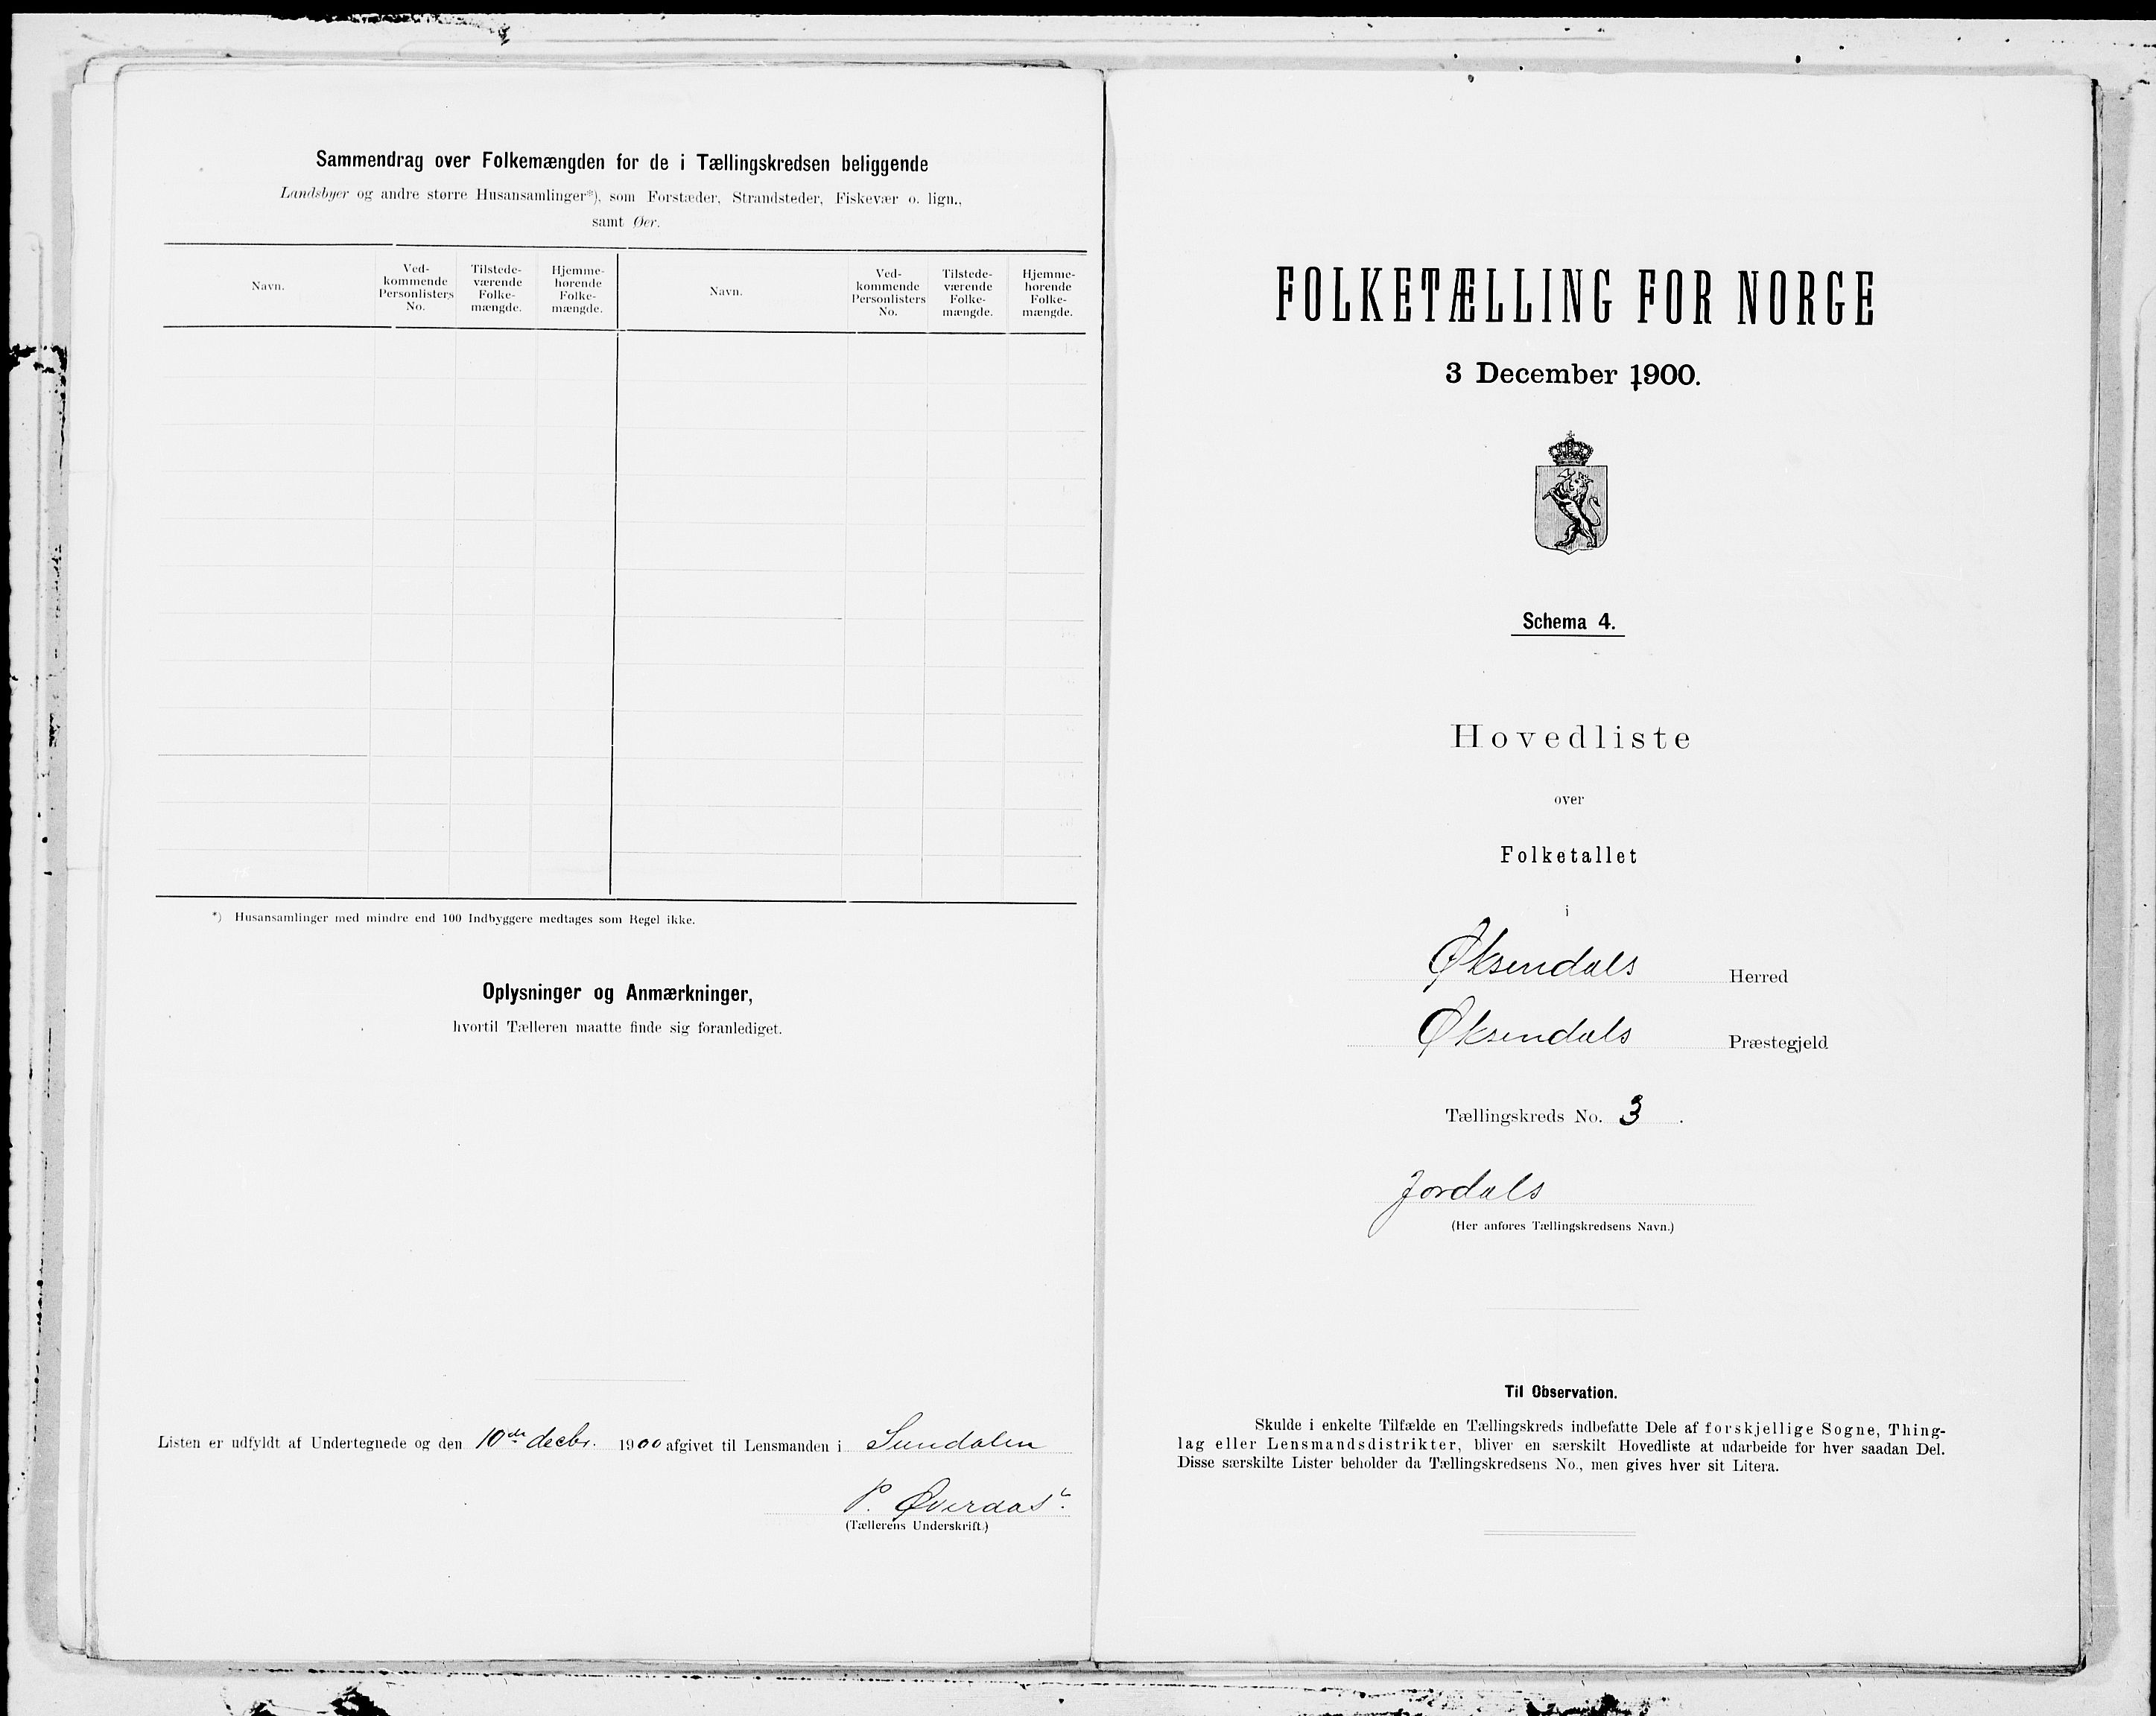 Sammendrag over Folkemængden for de i Tællingskredsen beliggende
Landsbyer og andre større Husansamlinger*), som Forstæder, Strandsteder, Fiskevær o. lign.,
samt Øer.
Navn.
Ved-
kommende
Personlisters
No.
Tilstede-
værende
Folke-
mængde.
Hjemme-
hørende
Folke-
mængde.
Navn.
Ved-
kommende
Personlisters
No.
Tilstede-
værende
Folke-
mængde.
Hjemme-
hørende
Folke-
mængde.
*) Husansamlinger med mindre end 100 Indbyggere medtages som Regel ikke.
Oplysninger og Anmærkninger,
hvortil Tælleren maatte finde sig foranlediget.
Listen er udfyldt af Undertegnede og den 10de decbr. 1900 afgivet til Lensmanden i Sundalen
P.
(Tællerens Underskrift.)
FOLKETÆLLING FOR NORGE
3 December 1900.
Schema 4.
Hovedliste
over
Folketallet
i
Øksendals Herred
Øksendals Præstegjeld
Tællingskreds No. 3.
Jordals
(Her anføres Tællingskredsens Navn.)
Til Observation.
Skulde i enkelte Tilfælde en Tællingskreds indbefatte Dele af forskjellige Sogne, Thing-
lag eller Lensmandsdistrikter, bliver en særskilt Hovedliste at udarbeide for hver saadan Del.
Disse særskilte Lister beholder da Tællingskredsens No., men gives hver sit Litera.